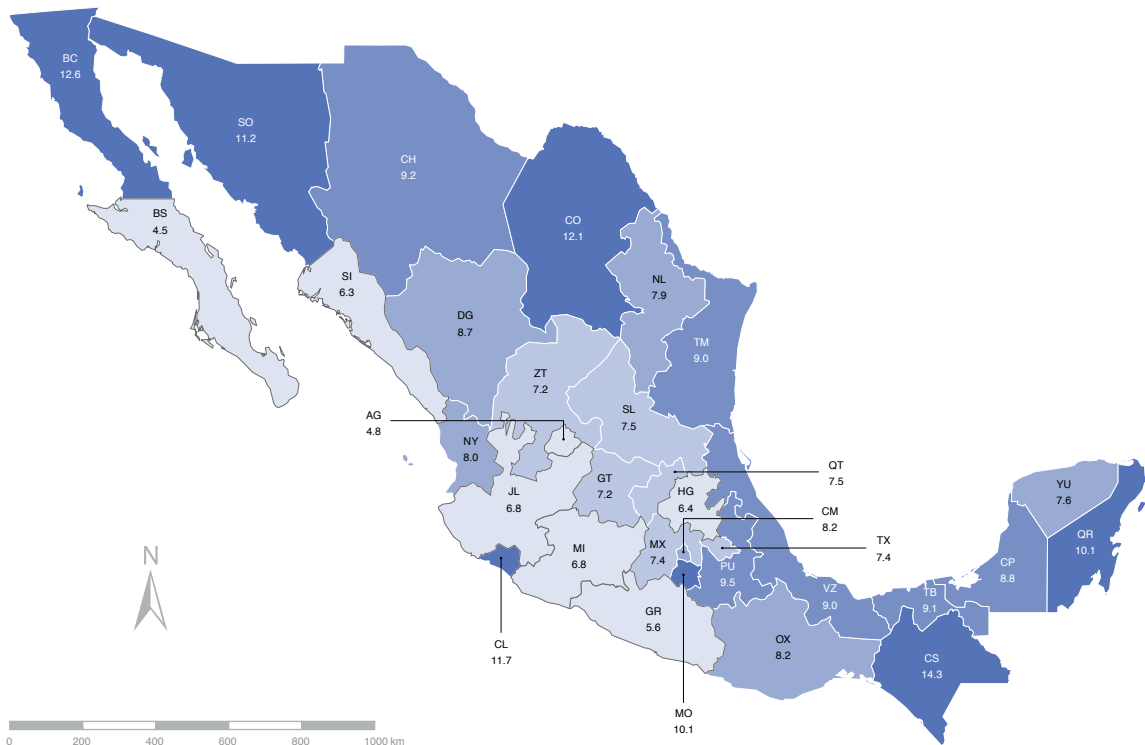 BC
12.6
SO
11.2
CH
9.2
CO
12.1
BS
4.5
SI
6.3
NL
7.9
DG
8.7
TM
9.0
ZT
7.2
AG
4.8
SL
7.5
NY
8.0
QT
7.5
GT
7.2
JL
6.8
HG
6.4
YU
7.6
CM
8.2
QR
10.1
TX
7.4
MX
7.4
MI
6.8
PU
9.5
CP
8.8
VZ
9.0
TB
9.1
GR
5.6
OX
8.2
CS
14.3
CL
11.7
MO
10.1
N
0 200 400 600 800 1000 km